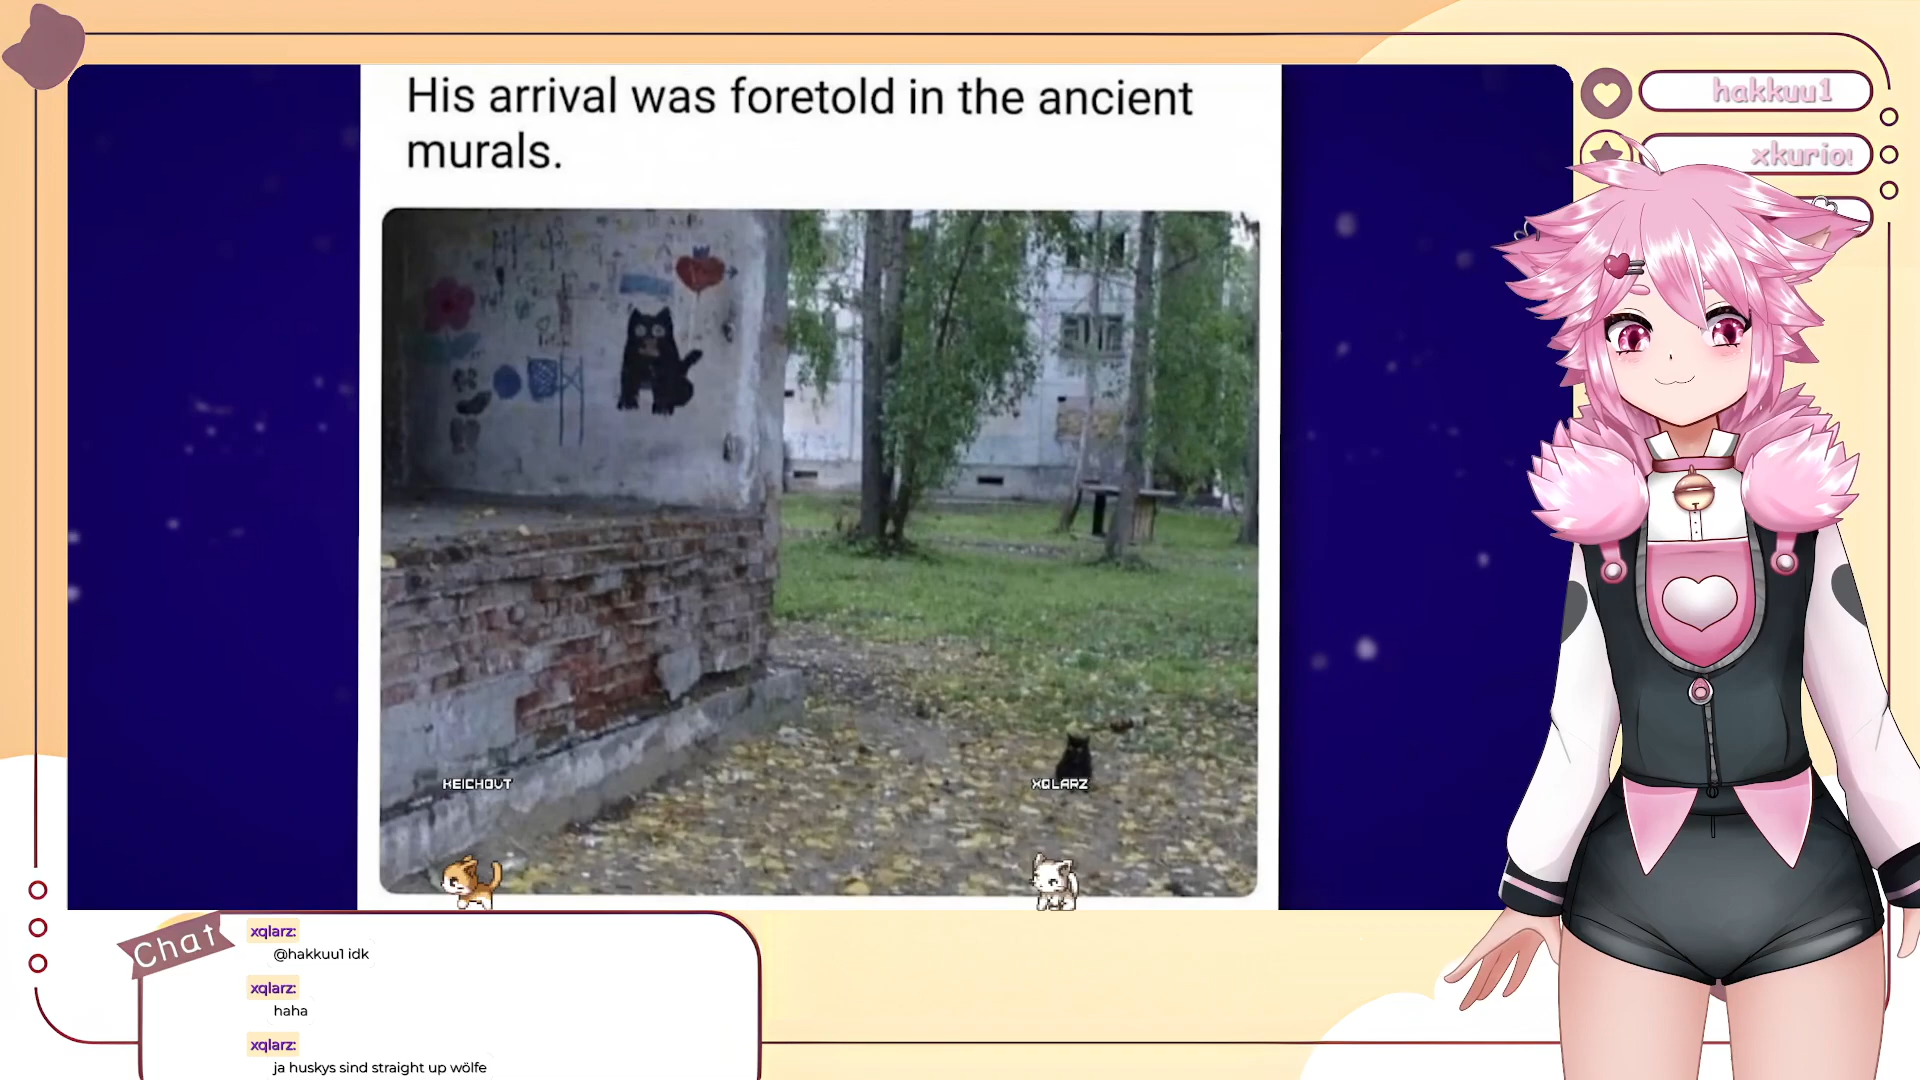 His arrival was foretold in the ancient
murals.
hakkuu1
xkurio
KEICHOUT
XQLARZ
Chat
xqlarz:
@hakkuu1 idk
xqlarz:
haha
xqlarz:
ja huskys sind straight up wölfe